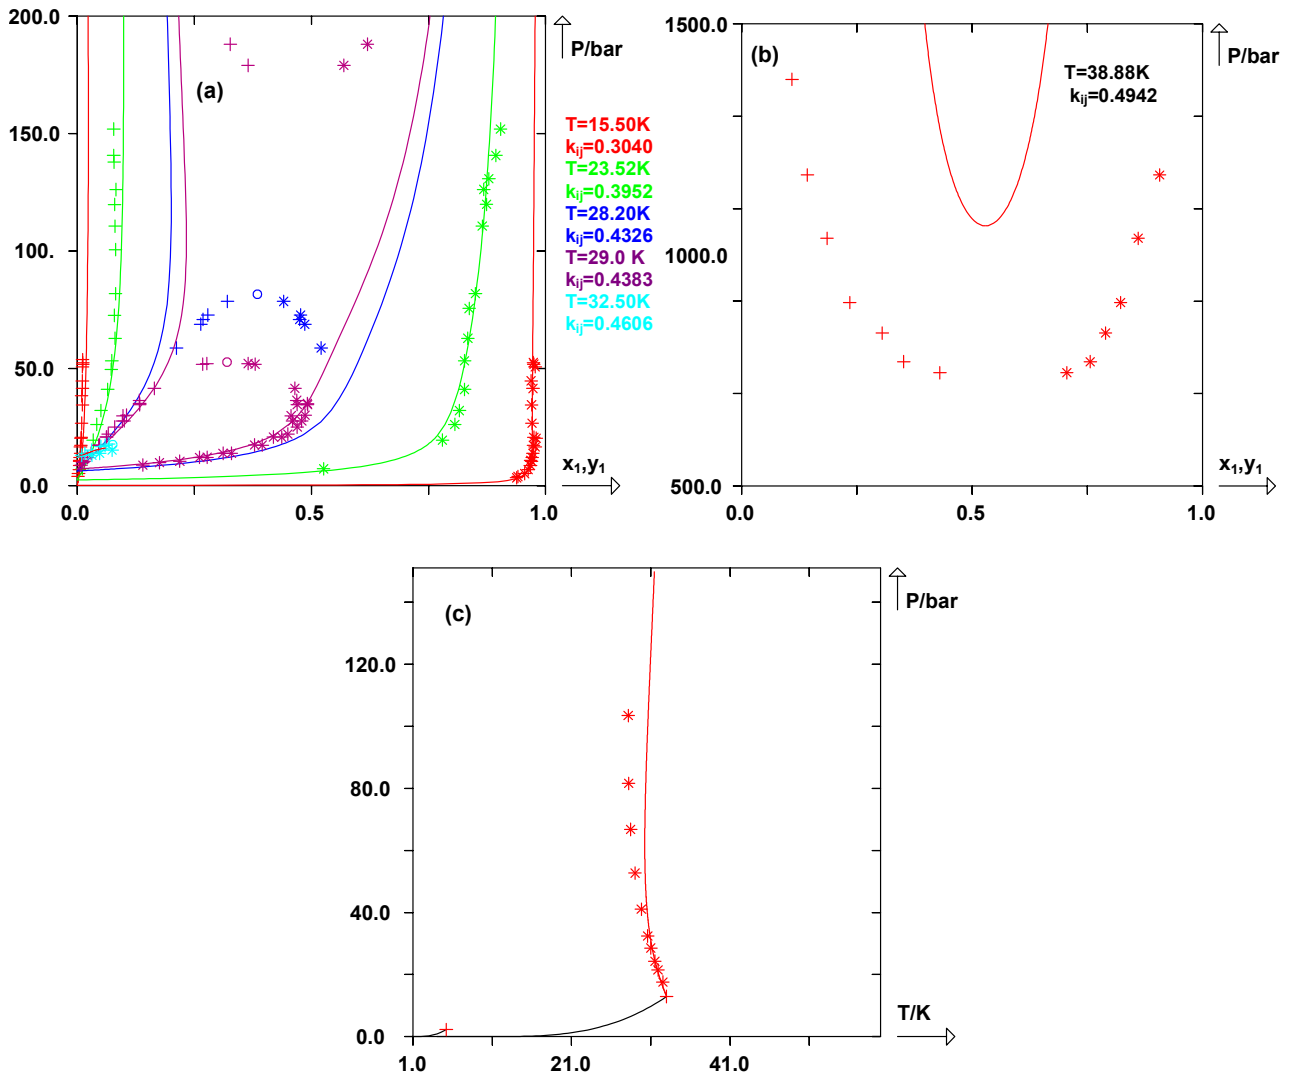 200.0
P/bar
(a)
150.0
100.
50.0
0.0
0.0
0.5
1.0
x₁,y₁
T=15.50K
kᵢⱼ=0.3040
T=23.52K
kᵢⱼ=0.3952
T=28.20K
kᵢⱼ=0.4326
T=29.0 K
kᵢⱼ=0.4383
T=32.50K
kᵢⱼ=0.4606
1500.0
P/bar
(b)
T=38.88K
kᵢⱼ=0.4942
1000.0
500.0
0.0
0.5
1.0
x₁,y₁
(c)
P/bar
120.0
80.0
40.0
0.0
1.0
21.0
41.0
T/K